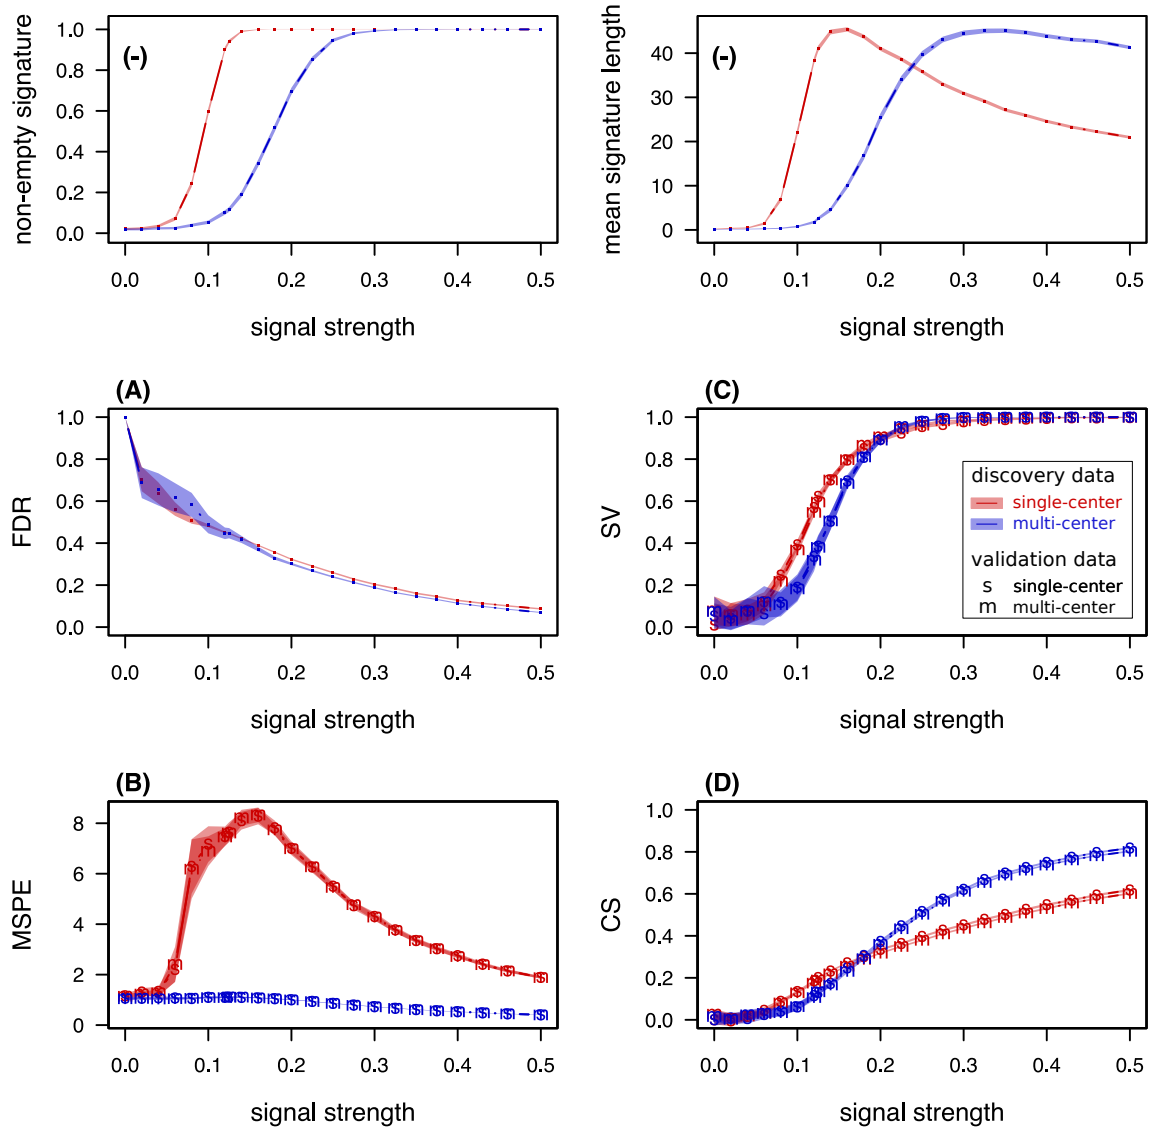 non-empty signature
(-)
1.0
0.8
0.6
0.4
0.2
0.0
0.0 0.1 0.2 0.3 0.4 0.5
signal strength
mean signature length
(-)
40
30
20
10
0
0.0 0.1 0.2 0.3 0.4 0.5
signal strength
(A)
FDR
1.0
0.8
0.6
0.4
0.2
0.0
0.0 0.1 0.2 0.3 0.4 0.5
signal strength
(C)
SV
1.0
0.8
0.6
0.4
0.2
0.0
discovery data
single-center
multi-center
validation data
s single-center
m multi-center
0.0 0.1 0.2 0.3 0.4 0.5
signal strength
(B)
MSPE
8
6
4
2
0
0.0 0.1 0.2 0.3 0.4 0.5
signal strength
(D)
CS
1.0
0.8
0.6
0.4
0.2
0.0
0.0 0.1 0.2 0.3 0.4 0.5
signal strength